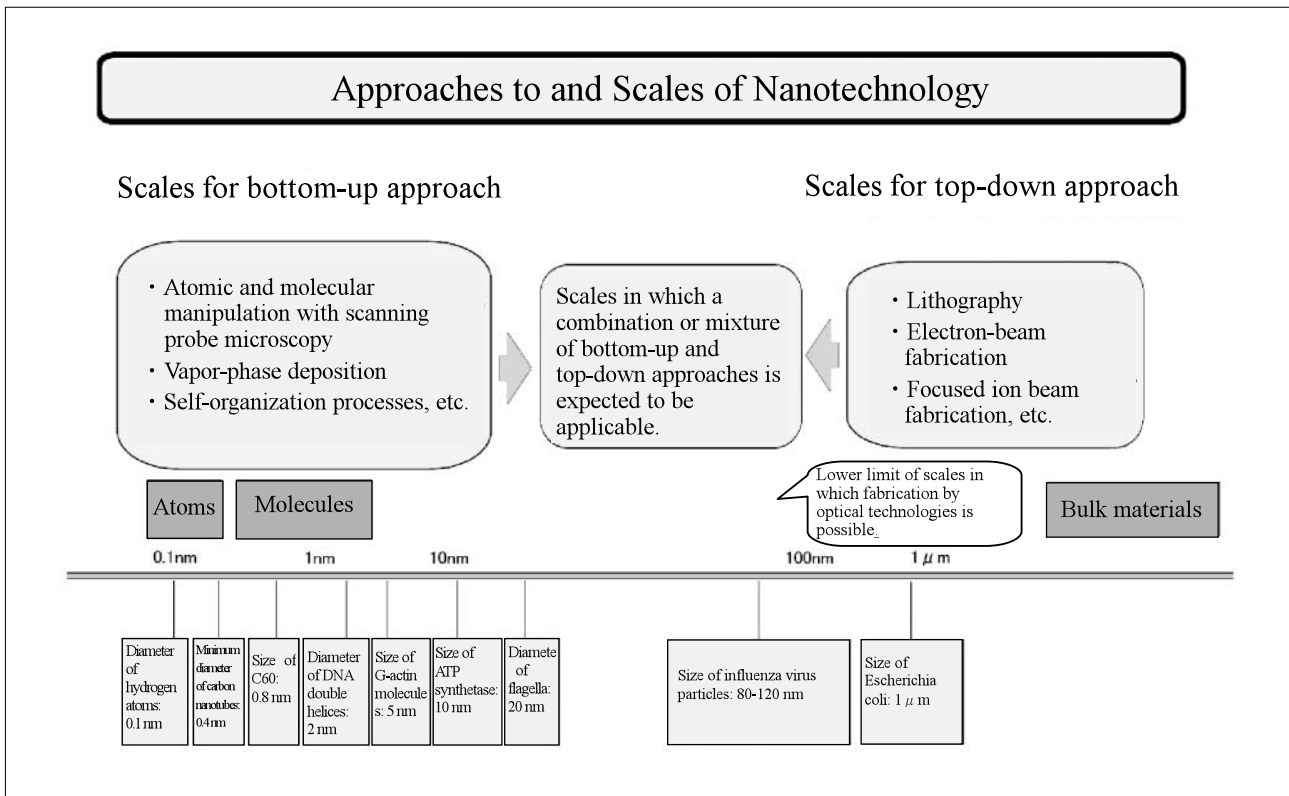 Approaches to and Scales of Nanotechnology
Scales for bottom-up approach
Scales for top-down approach
・Atomic and molecular
manipulation with scanning
probe microscopy
・Vapor-phase deposition
・Self-organization processes, etc.
Scales in which a
combination or mixture
of bottom-up and
top-down approaches is
expected to be
applicable.
・Lithography
・Electron-beam
fabrication
・Focused ion beam
fabrication, etc.
Lower limit of scales in
which fabrication by
optical technologies is
possible.
Atoms
Molecules
Bulk materials
0.1nm
1nm
10nm
100nm
1μm
Diameter
of
hydrogen
atoms:
0.1 nm
Minimum
diameter
of carbon
nanotubes:
0.4 nm
Size of
C60:
0.8 nm
Diameter
of DNA
double
helices:
2 nm
Size of
G-actin
molecule
s: 5 nm
Size of
ATP
synthetase:
10 nm
Diamete
of
flagella:
20 nm
Size of influenza virus
particles: 80-120 nm
Size of
Escherichia
coli: 1 μm